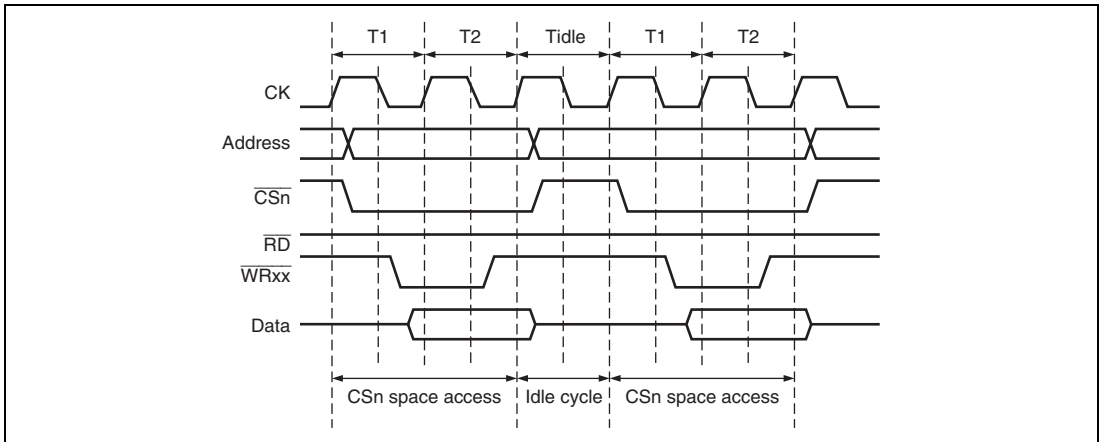 T1 T2 Tidle T1 T2
CK
Address
CSn
RD
WRxx
Data
CSn space access Idle cycle CSn space access